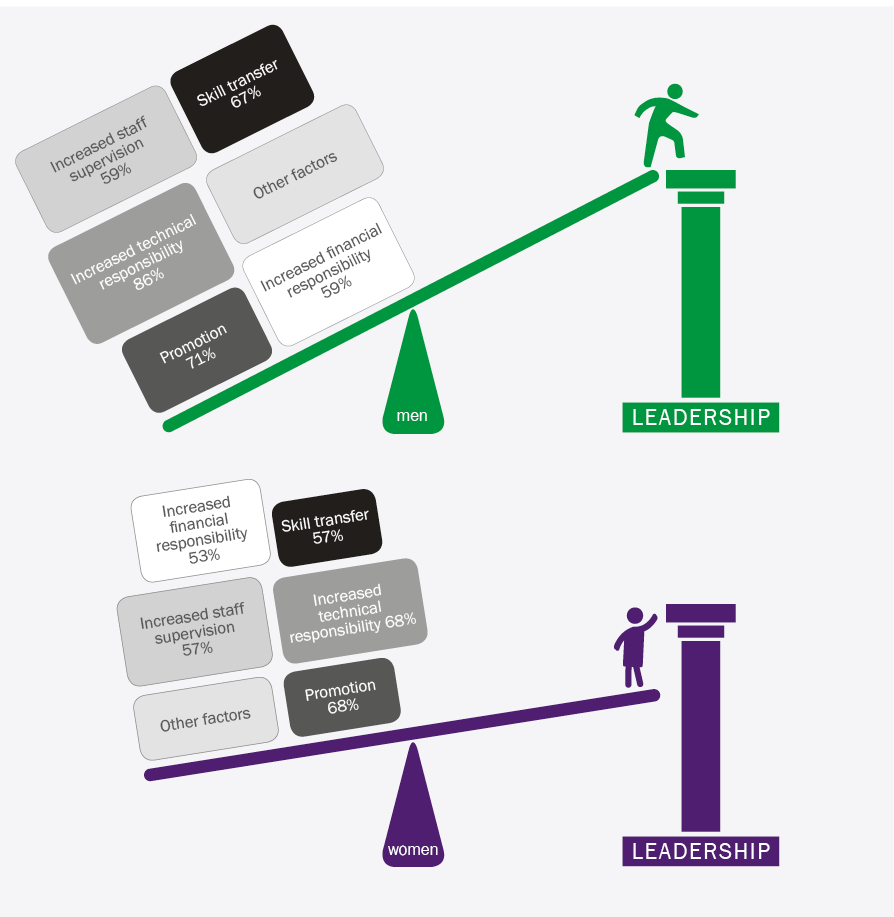 Skill transfer
67%
Increased staff
supervision
59%
Other factors
Increased technical
responsibility
86%
Increased financial
responsibility
59%
Promotion
71%
men
LEADERSHIP
Increased
financial
responsibility
53%
Skill transfer
57%
Increased staff
supervision
57%
Increased
technical
responsibility 68%
Other factors
Promotion
68%
women
LEADERSHIP